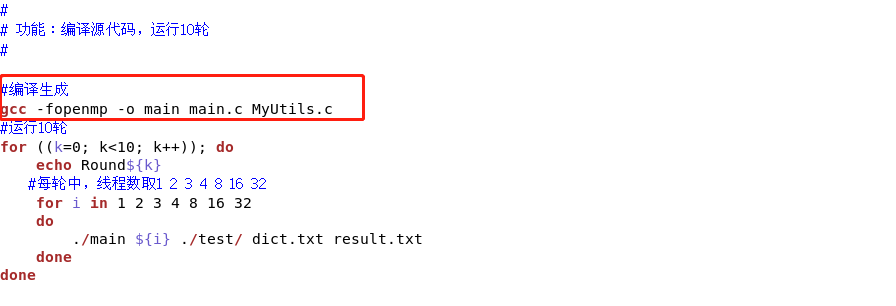 #
# 功能：编译源代码，运行10轮
#
#编译生成
gcc -fopenmp -o main main.c MyUtils.c
#运行10轮
for ((k=0; k<10; k++)); do
    echo Round${k}
   #每轮中，线程数取1 2 3 4 8 16 32
    for i in 1 2 3 4 8 16 32
    do
        ./main ${i} ./test/ dict.txt result.txt
    done
done